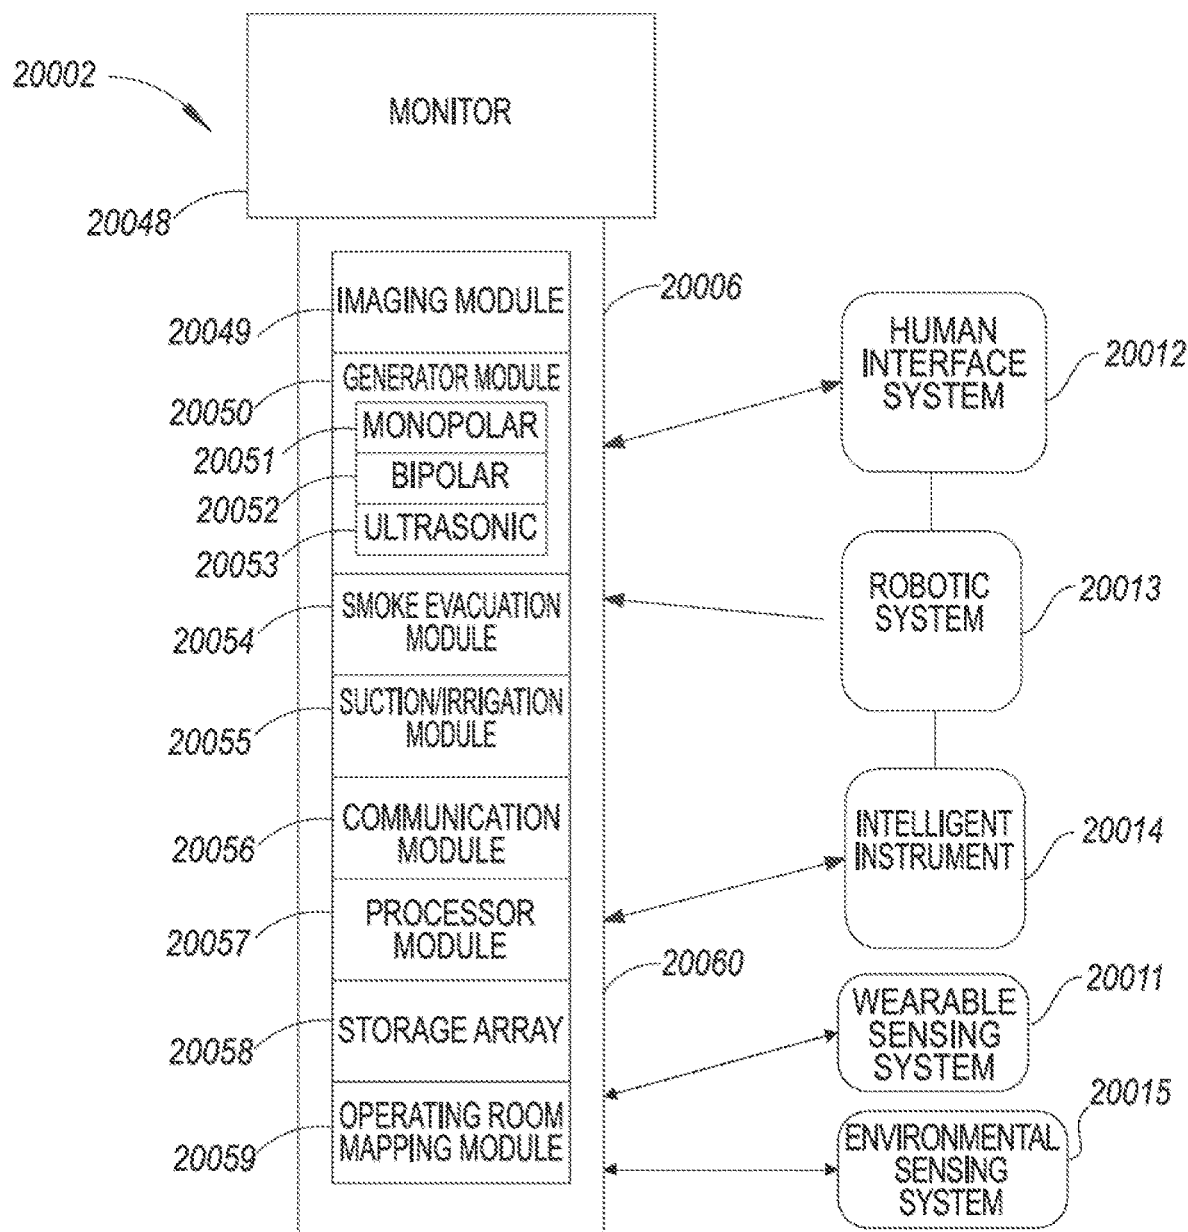 20002
MONITOR
20048
IMAGING MODULE
20049
20006
GENERATOR MODULE
20050
MONOPOLAR
20051
BIPOLAR
20052
ULTRASONIC
20053
SMOKE EVACUATION
MODULE
20054
SUCTION/IRRIGATION
MODULE
20055
COMMUNICATION
MODULE
20056
PROCESSOR
MODULE
20057
20060
STORAGE ARRAY
20058
OPERATING ROOM
MAPPING MODULE
20059
HUMAN
INTERFACE
SYSTEM
20012
ROBOTIC
SYSTEM
20013
INTELLIGENT
INSTRUMENT
20014
WEARABLE
SENSING
SYSTEM
20011
ENVIRONMENTAL
SENSING
SYSTEM
20015